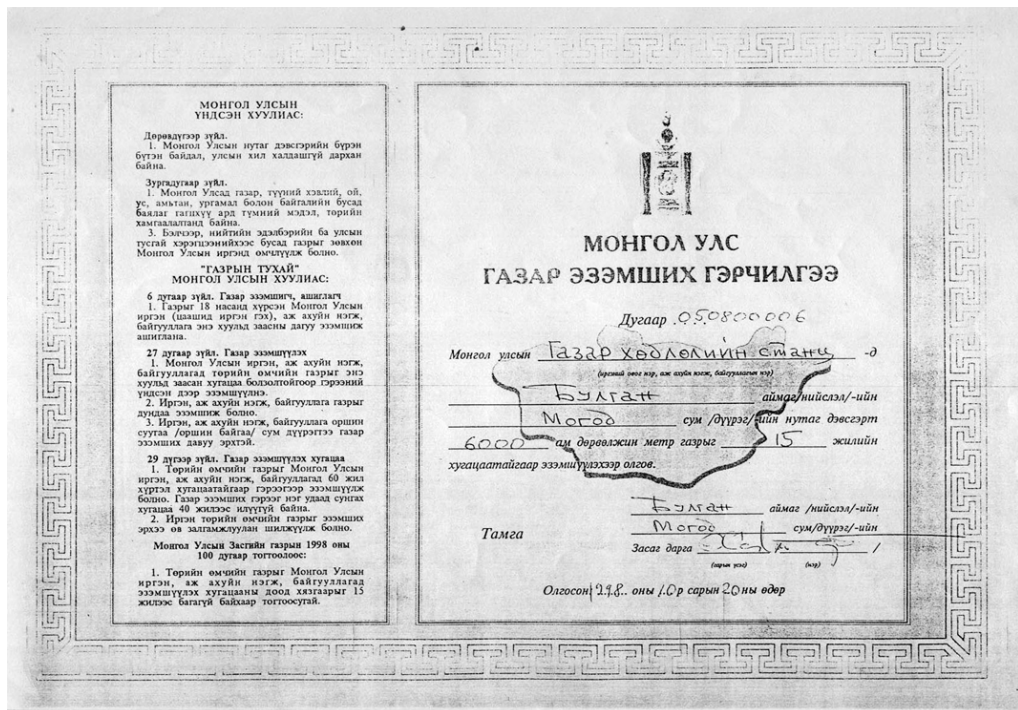 МОНГОЛ УЛСЫН
ҮНДСЭН ХУУЛИАС:
Дөрөвдүгээр зүйл.
1. Монгол Улсын нутаг дэвсгэрийн бүрэн
бүтэн байдал, улсын хил халдашгүй дархан
байна.
Зургадугаар зүйл.
1. Монгол Улсад газар, түүний хэвлий, ой,
ус, амьтан, ургамал болон байгалийн бусад
баялаг гагцхүү ард түмний мэдэл, төрийн
хамгаалалтанд байна.
3. Бэлчээр, нийтийн эдэлбэрийн ба улсын
тусгай хэрэгцээнийхээс бусад газрыг зөвхөн
Монгол Улсын иргэнд өмчлүүлж болно.
"ГАЗРЫН ТУХАЙ"
МОНГОЛ УЛСЫН ХУУЛИАС:
6 дугаар зүйл. Газар эзэмшигч, ашиглагч
1. Газрыг 18 насанд хүрсэн Монгол Улсын
иргэн (цаашид иргэн гэх), аж ахуйн нэгж,
байгууллага энэ хуульд заасны дагуу эзэмшиж
ашиглана.
27 дугаар зүйл. Газар эзэмшүүлэх
1. Монгол Улсын иргэн, аж ахуйн нэгж,
байгууллагад төрийн өмчийн газрыг энэ
хуульд заасан хугацаа болзолтойгоор гэрээний
үндсэн дээр эзэмшүүлнэ.
2. Иргэн, аж ахуй нэгж, байгууллага газрыг
дундаа эзэмшиж болно.
3. Иргэн, аж ахуйн нэгж, байгууллага оршин
суугаа /оршин байгаа/ сум дүүрэгтээ газар
эзэмших давуу эрхтэй.
29 дүгээр зүйл. Газар эзэмшүүлэх хугацаа
1. Төрийн өмчийн газрыг Монгол Улсын
иргэн, аж ахуйн нэгж, байгууллагад 60 жил
хүртэл хугацаатайгаар гэрээгээр эзэмшүүлж
болно. Газар эзэмших гэрээг нэг удаад сунгах
хугацаа 40 жилээс илүүгүй байна.
2. Иргэн төрийн өмчийн газрыг эзэмших
эрхээ өв залгамжлуулан шилжүүлж болно.
Монгол Улсын Засгийн газрын 1998 оны
100 дугаар тогтоолоос:
1. Төрийн өмчийн газрыг Монгол Улсын
иргэн, аж ахуйн нэгж, байгууллагад
эзэмшүүлэх хугацааны доод хязгаарыг 15
жилээс багагүй байхаар тогтоосугай.
МОНГОЛ УЛС
ГАЗАР ЭЗЭМШИХ ГЭРЧИЛГЭЭ
Дугаар 050800006
Монгол улсын Газар хөдлөлийн станц -д
(иргэний овог нэр, аж ахуйн нэгж, байгууллагын нэр)
Булган аймаг/нийслэл/-ийн
Могод сум /дүүрэг/-ийн нутаг дэвсгэрт
6000 ам дөрвөлжин метр газрыг 15 жилийн
хугацаатайгаар эзэмшүүлэхээр олгов.
Булган аймаг /нийслэл/-ийн
Могод сум/дүүрэг/-ийн
Тамга
Засаг дарга / /
(гарын үсэг) (нэр)
Олгосон 1998.. оны 10р сарын 20ны өдөр